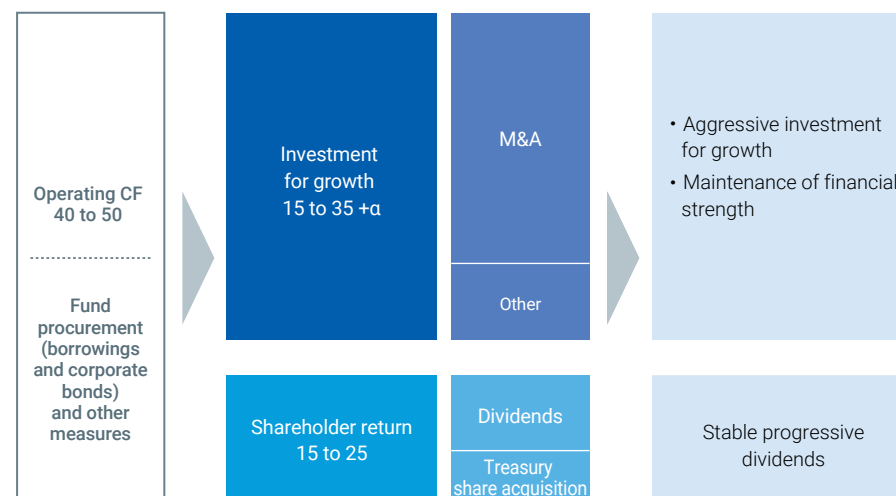 Operating CF
40 to 50
Fund
procurement
(borrowings
and corporate
bonds)
and other
measures
Investment
for growth
15 to 35 +α
M&A
Other
• Aggressive investment
for growth
• Maintenance of financial
strength
Shareholder return
15 to 25
Dividends
Treasury
share acquisition
Stable progressive
dividends